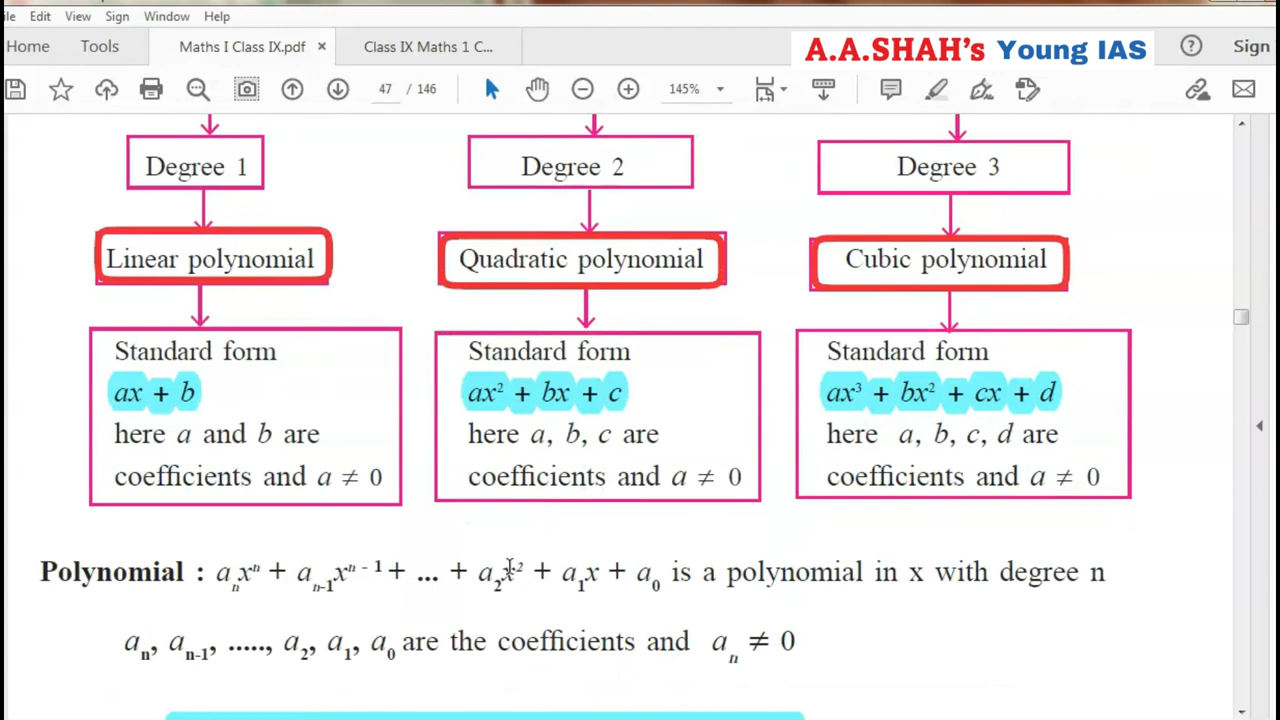 ile Edit View Sign Window Help
Home Tools Maths I Class IX.pdf × Class IX Maths 1 C...
A.A.SHAH's Young IAS
? Sign
47 / 146 145%
Degree 1 Degree 2 Degree 3
Linear polynomial Quadratic polynomial Cubic polynomial
Standard form
ax + b
here a and b are
coefficients and a ≠ 0
Standard form
ax² + bx + c
here a, b, c are
coefficients and a ≠ 0
Standard form
ax³ + bx² + cx + d
here a, b, c, d are
coefficients and a ≠ 0
Polynomial : aₙxⁿ + aₙ₋₁xⁿ ⁻ ¹ + ... + a₂x² + a₁x + a₀ is a polynomial in x with degree n
aₙ, aₙ₋₁, ....., a₂, a₁, a₀ are the coefficients and aₙ ≠ 0